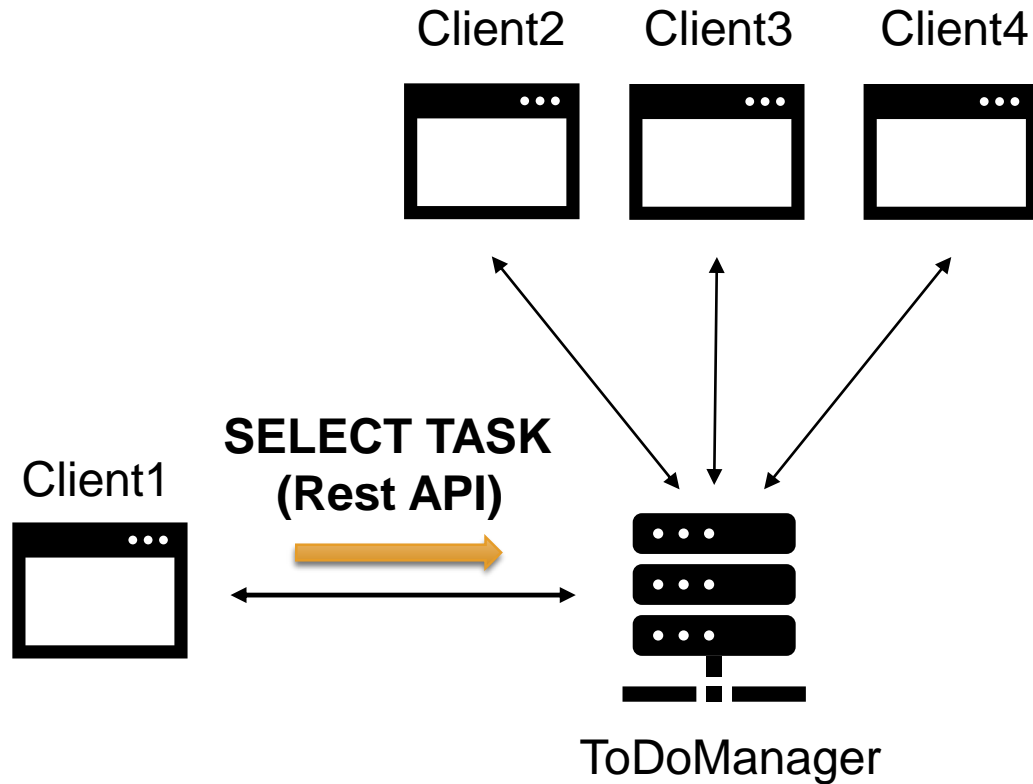 Client2
Client3
Client4
SELECT TASK
(Rest API)
Client1
ToDoManager